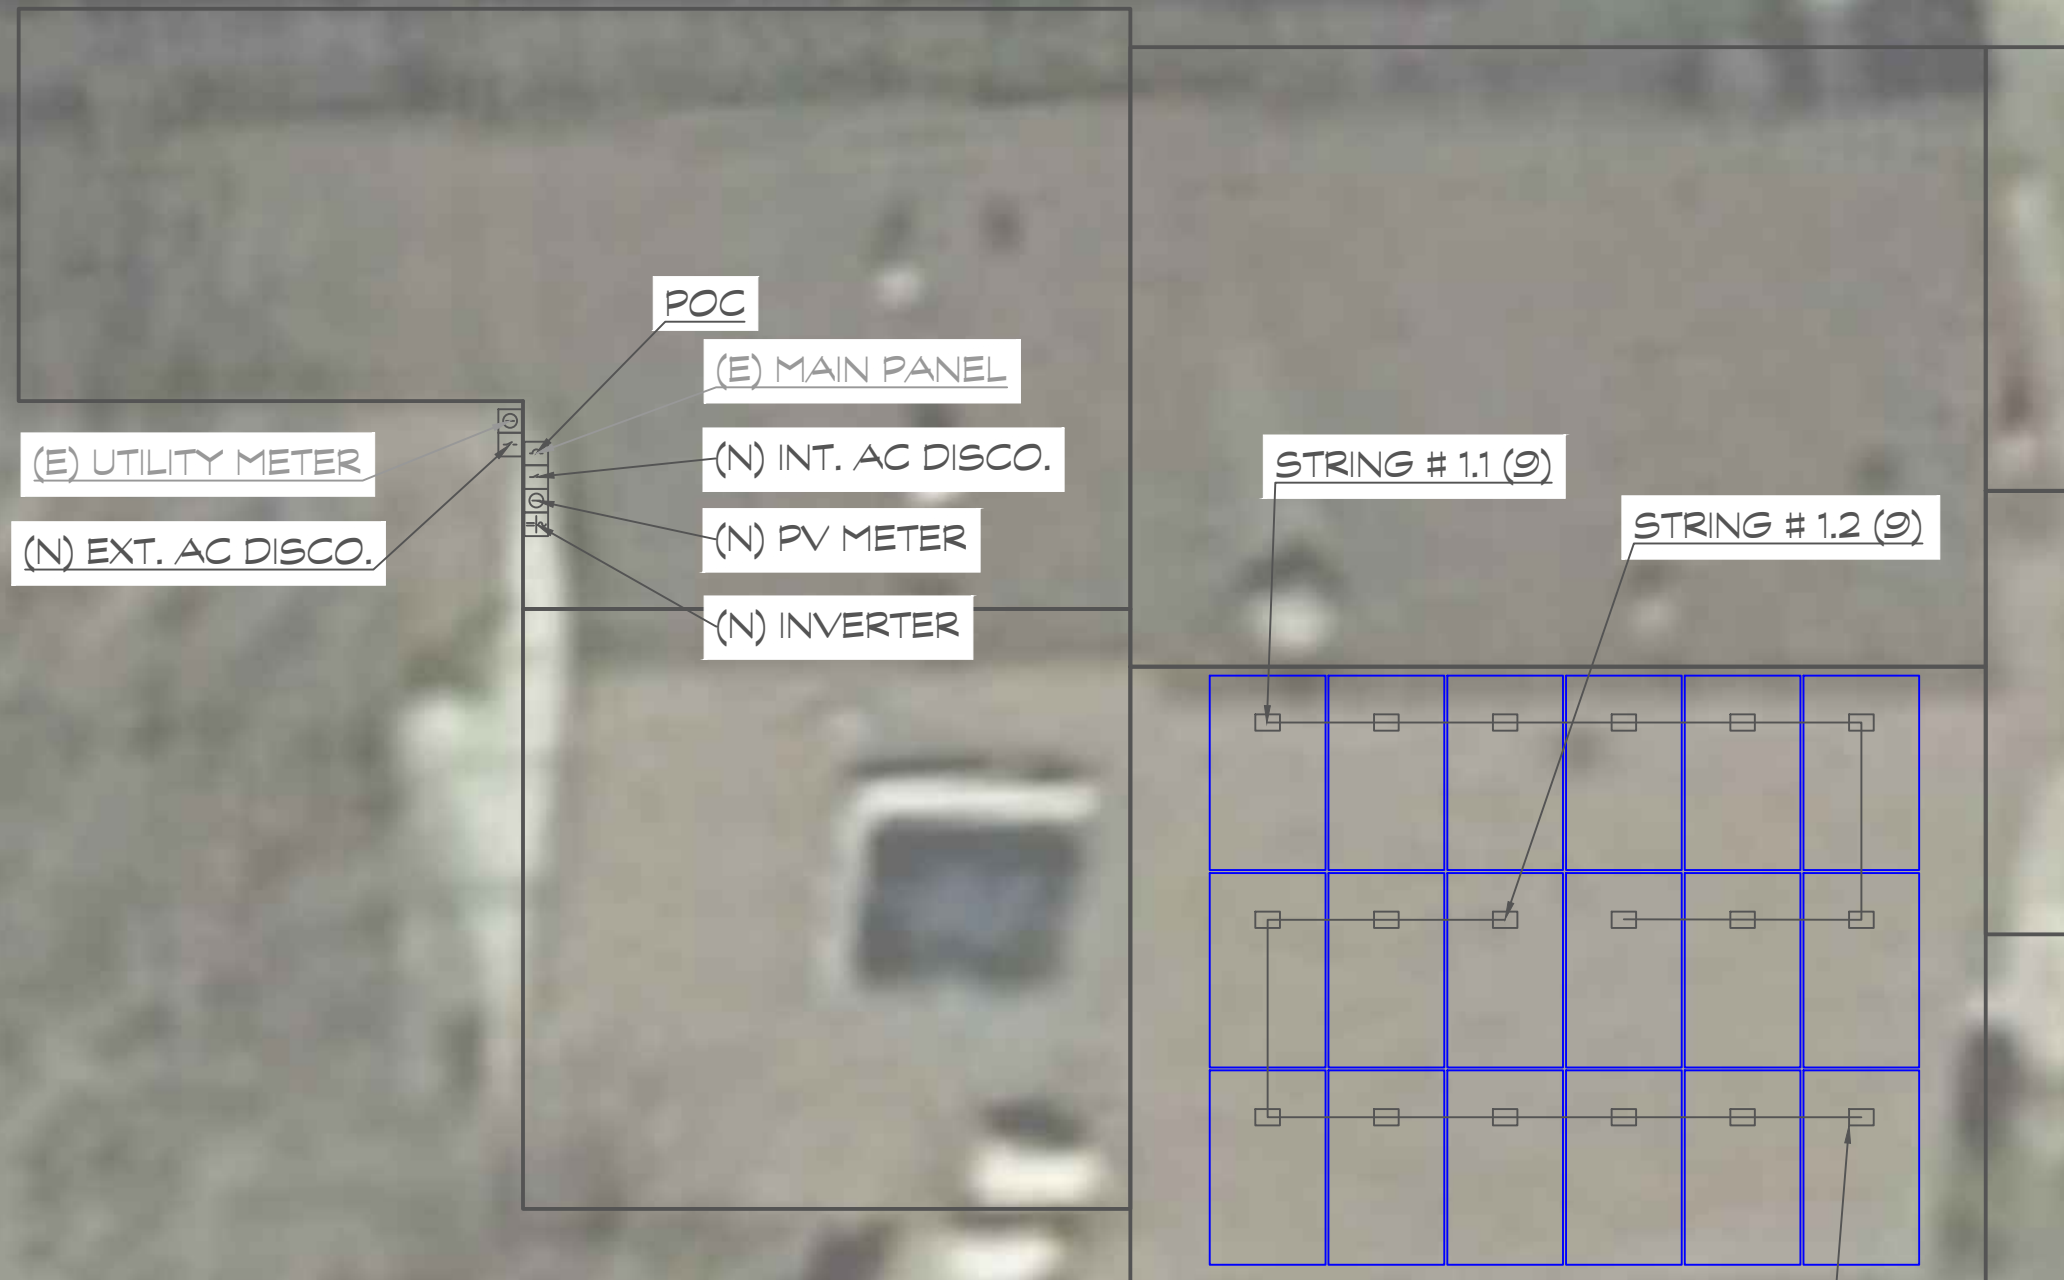 POC
(E) MAIN PANEL
(E) UTILITY METER
(N) INT. AC DISCO.
STRING # 1.1 (9)
(N) EXT. AC DISCO.
(N) PV METER
STRING # 1.2 (9)
(N) INVERTER